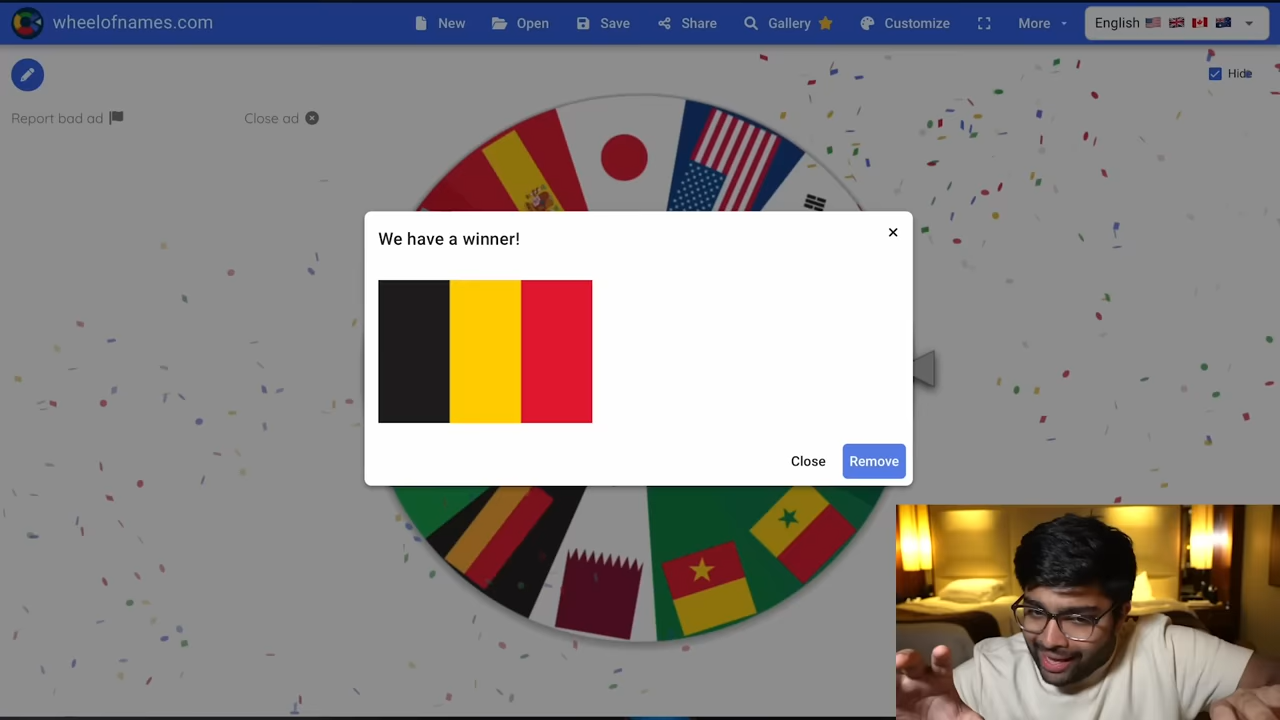 wheelofnames.com
New
Open
Save
Share
Gallery
Customize
More
English
Hide
Report bad ad
Close ad
We have a winner!
Close
Remove